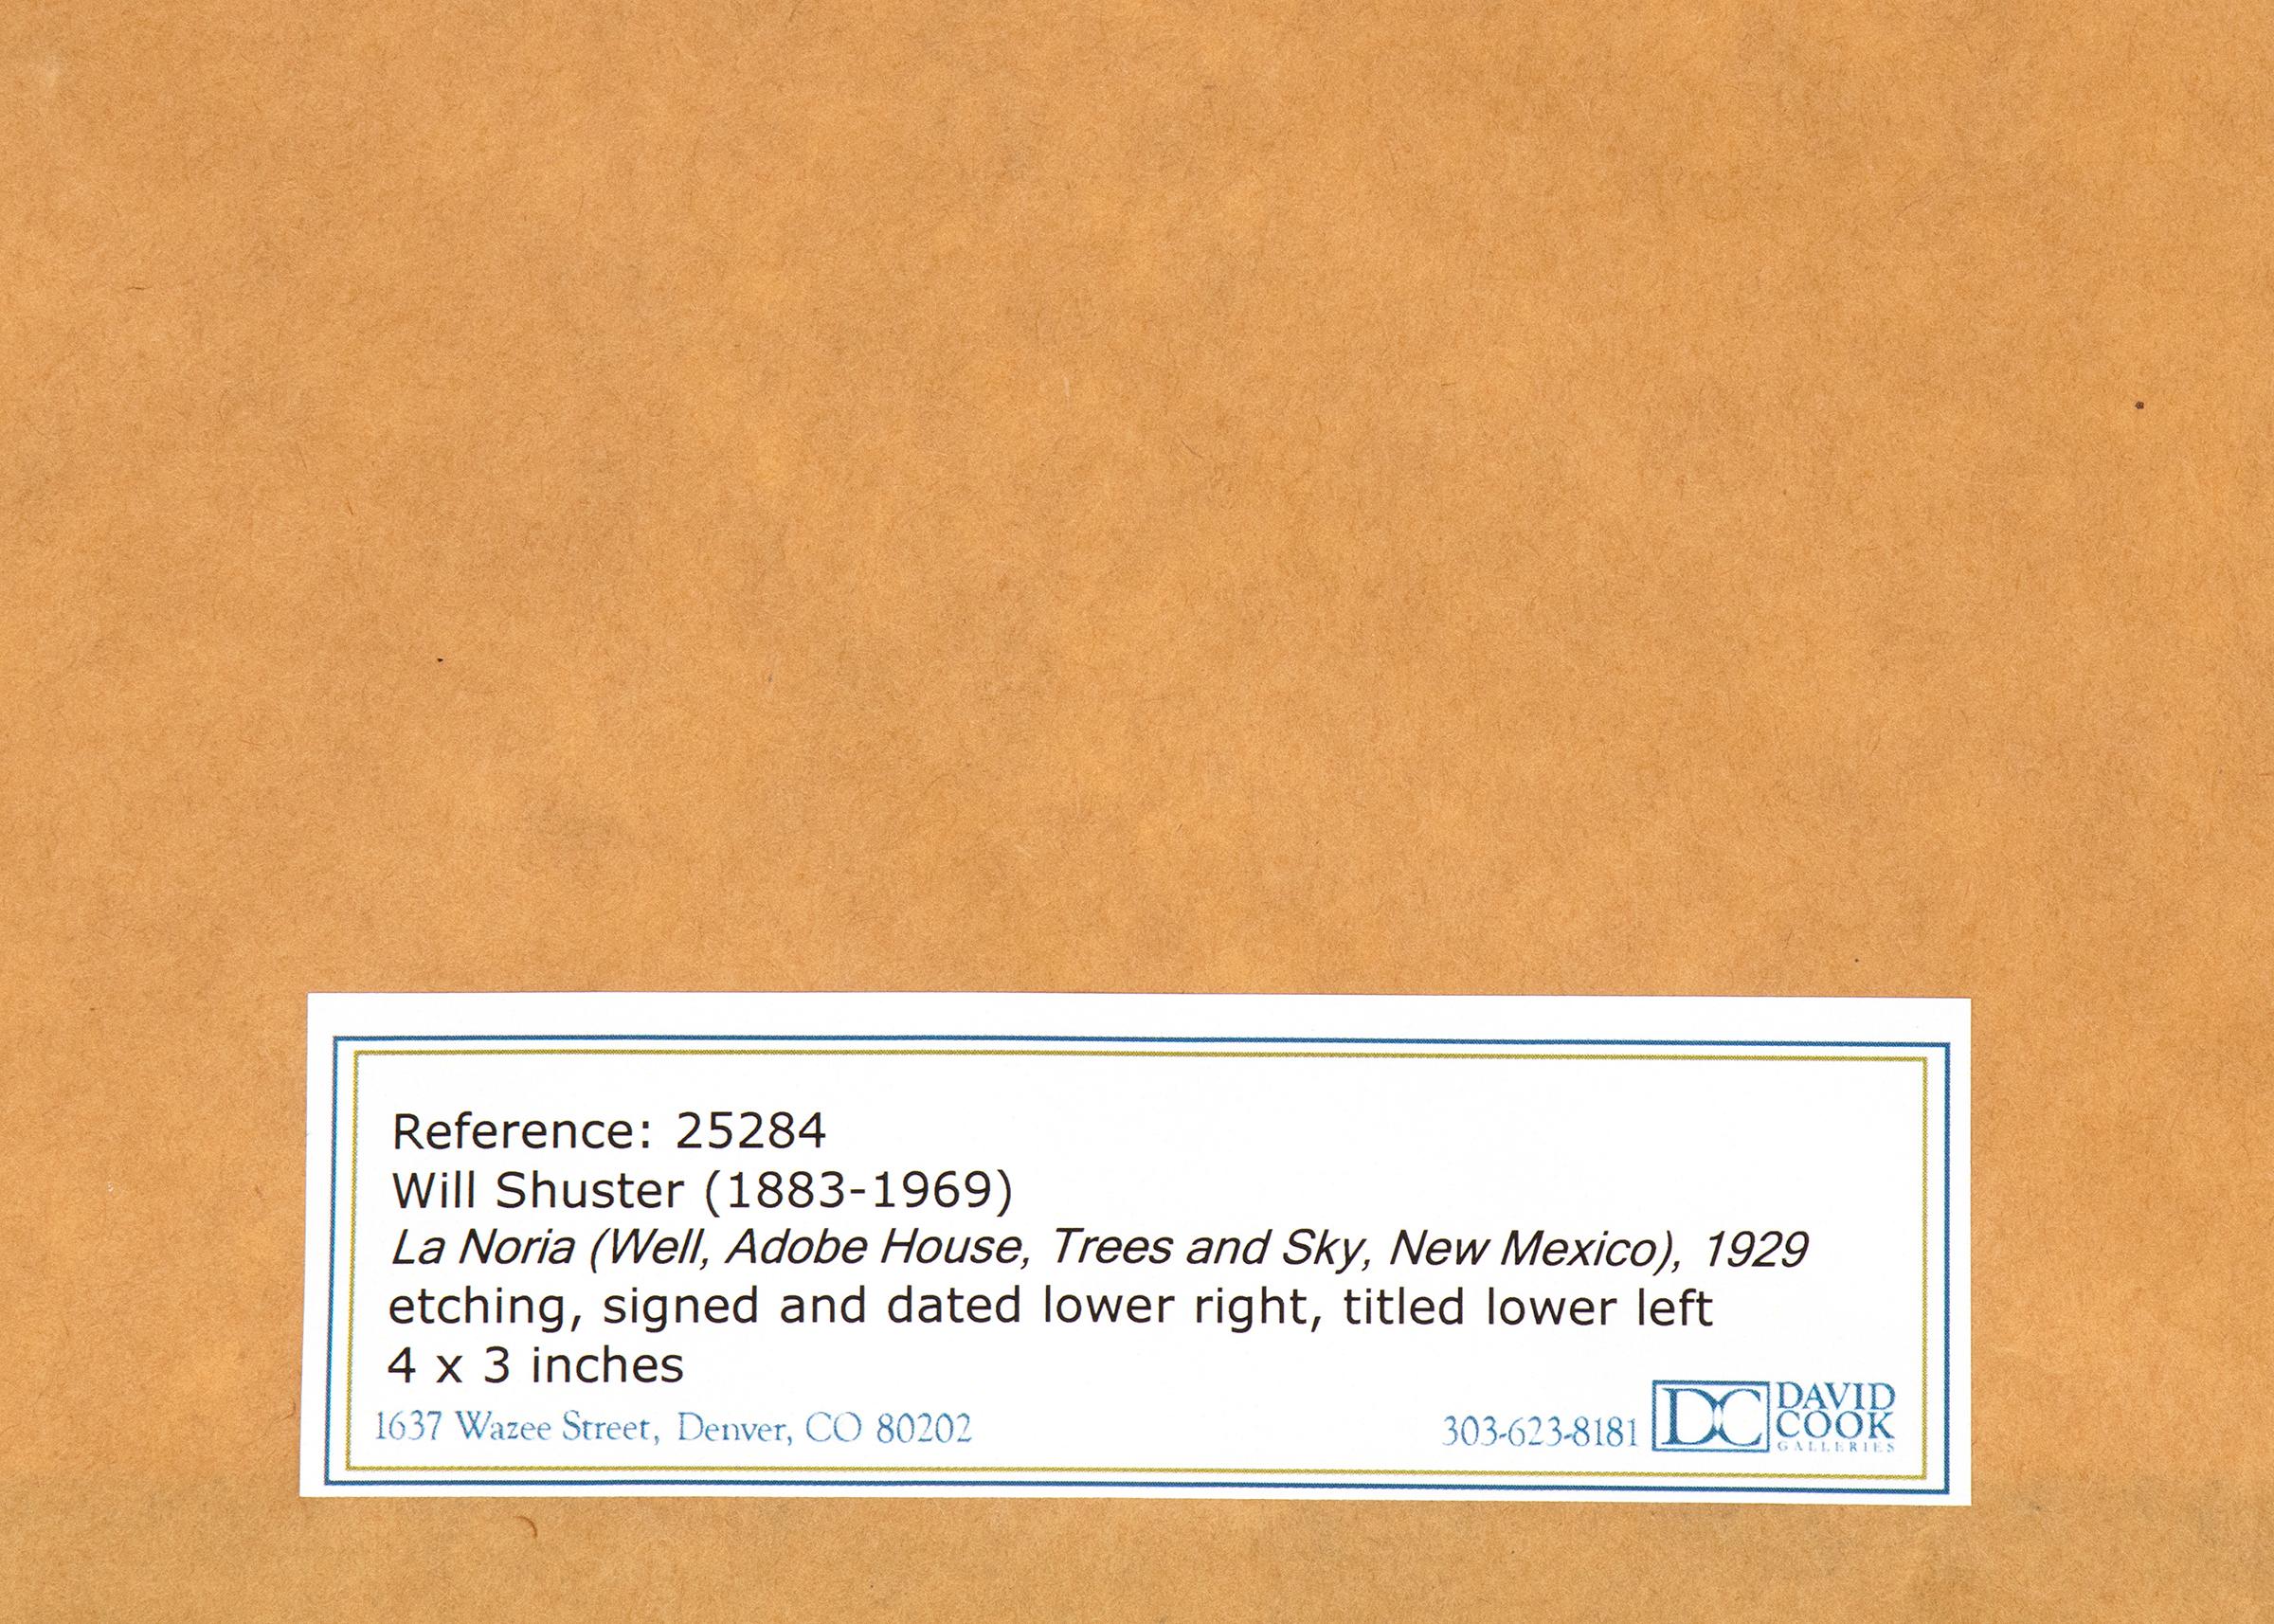 Reference: 25284
Will Shuster (1883-1969)
La Noria (Well, Adobe House, Trees and Sky, New Mexico), 1929
etching, signed and dated lower right, titled lower left
4 x 3 inches
1637 Wazee Street, Denver, CO 80202
303-623-8181
DC
DAVID
COOK
GALLERIES